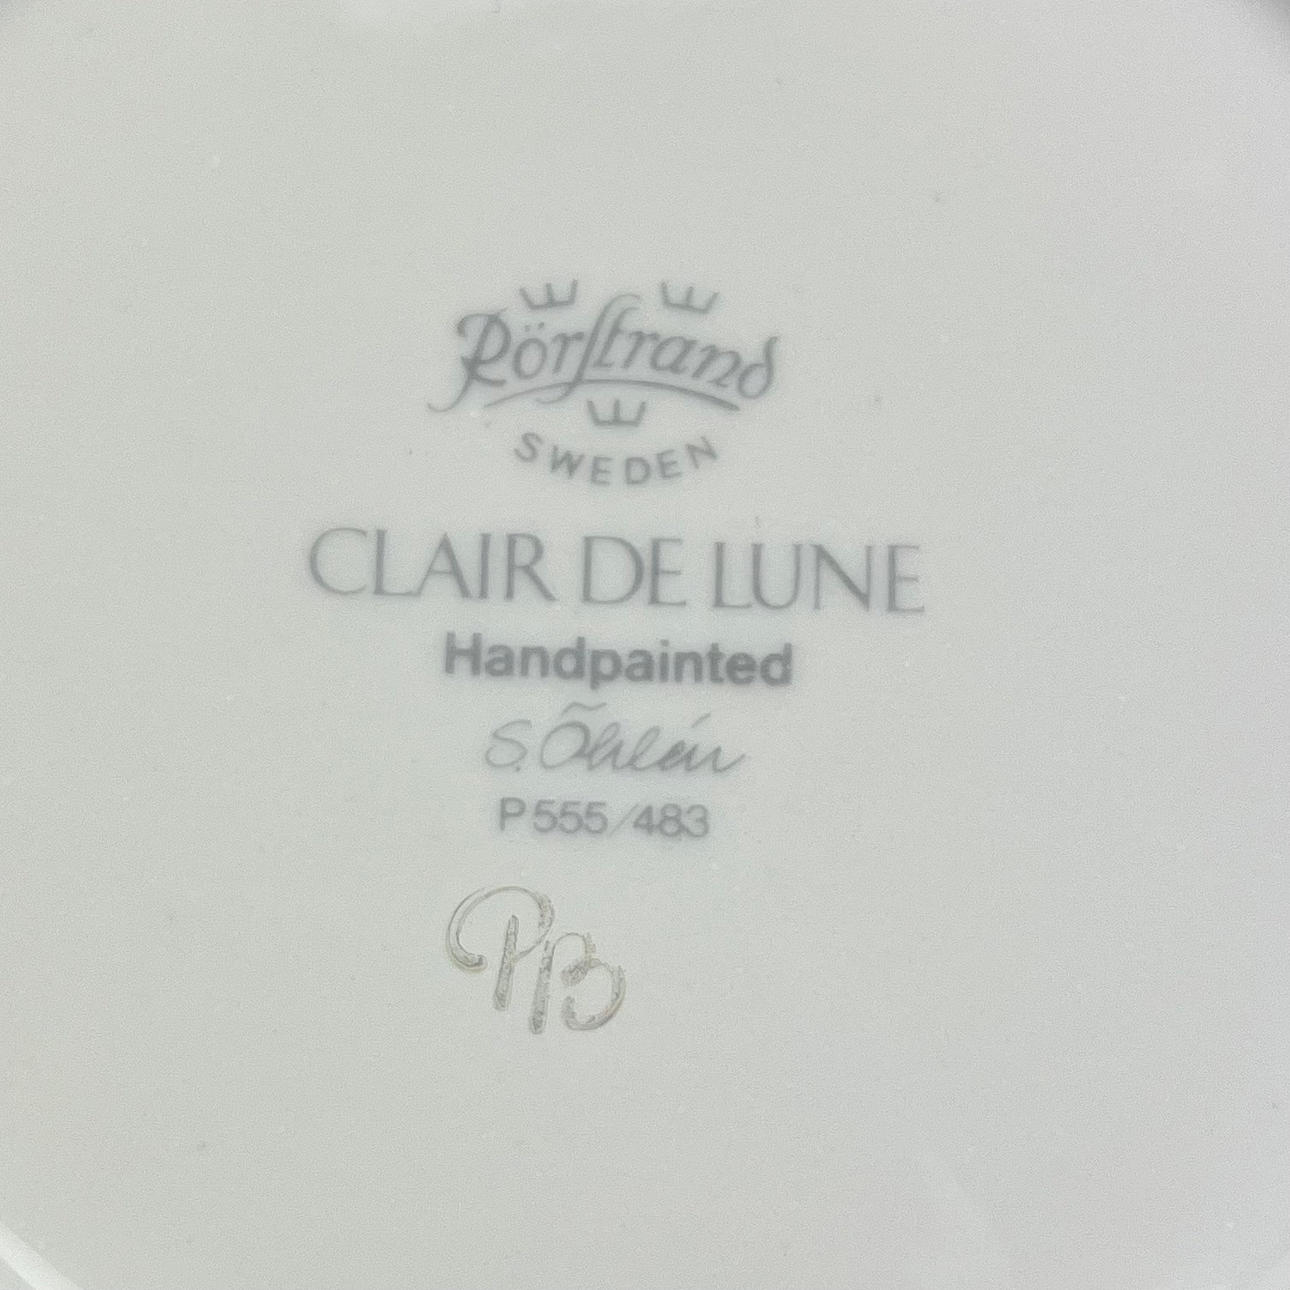 Rörstrand
SWEDEN
CLAIR DE LUNE
Handpainted
S. Öhlén
P555/483
PB